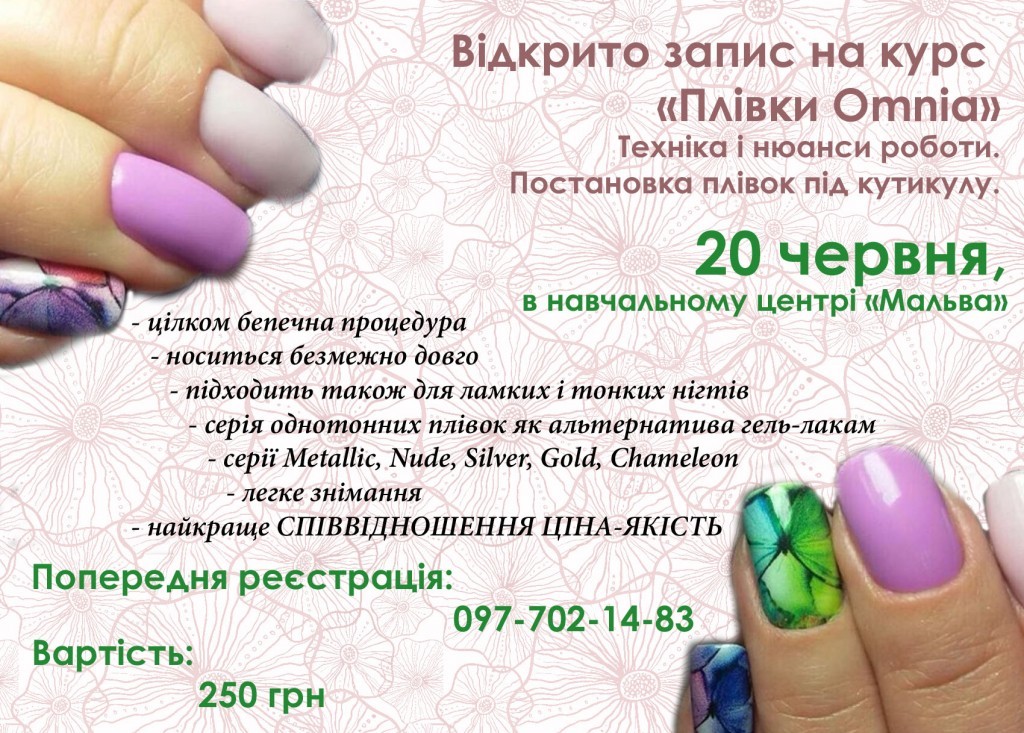 Відкрито запис на курс
«Плівки Omnia»
Техніка і нюанси роботи.
Постановка плівок під кутикулу.
20 червня,
в навчальному центрі «Мальва»
- цілком бепечна процедура
- носиться безмежно довго
- підходить також для ламких і тонких нігтів
- серія однотонних плівок як альтернатива гель-лакам
- серії Metallic, Nude, Silver, Gold, Chameleon
- легке знімання
- найкраще СПІВВІДНОШЕННЯ ЦІНА-ЯКІСТЬ
Попередня реєстрація:
097-702-14-83
Вартість:
250 грн